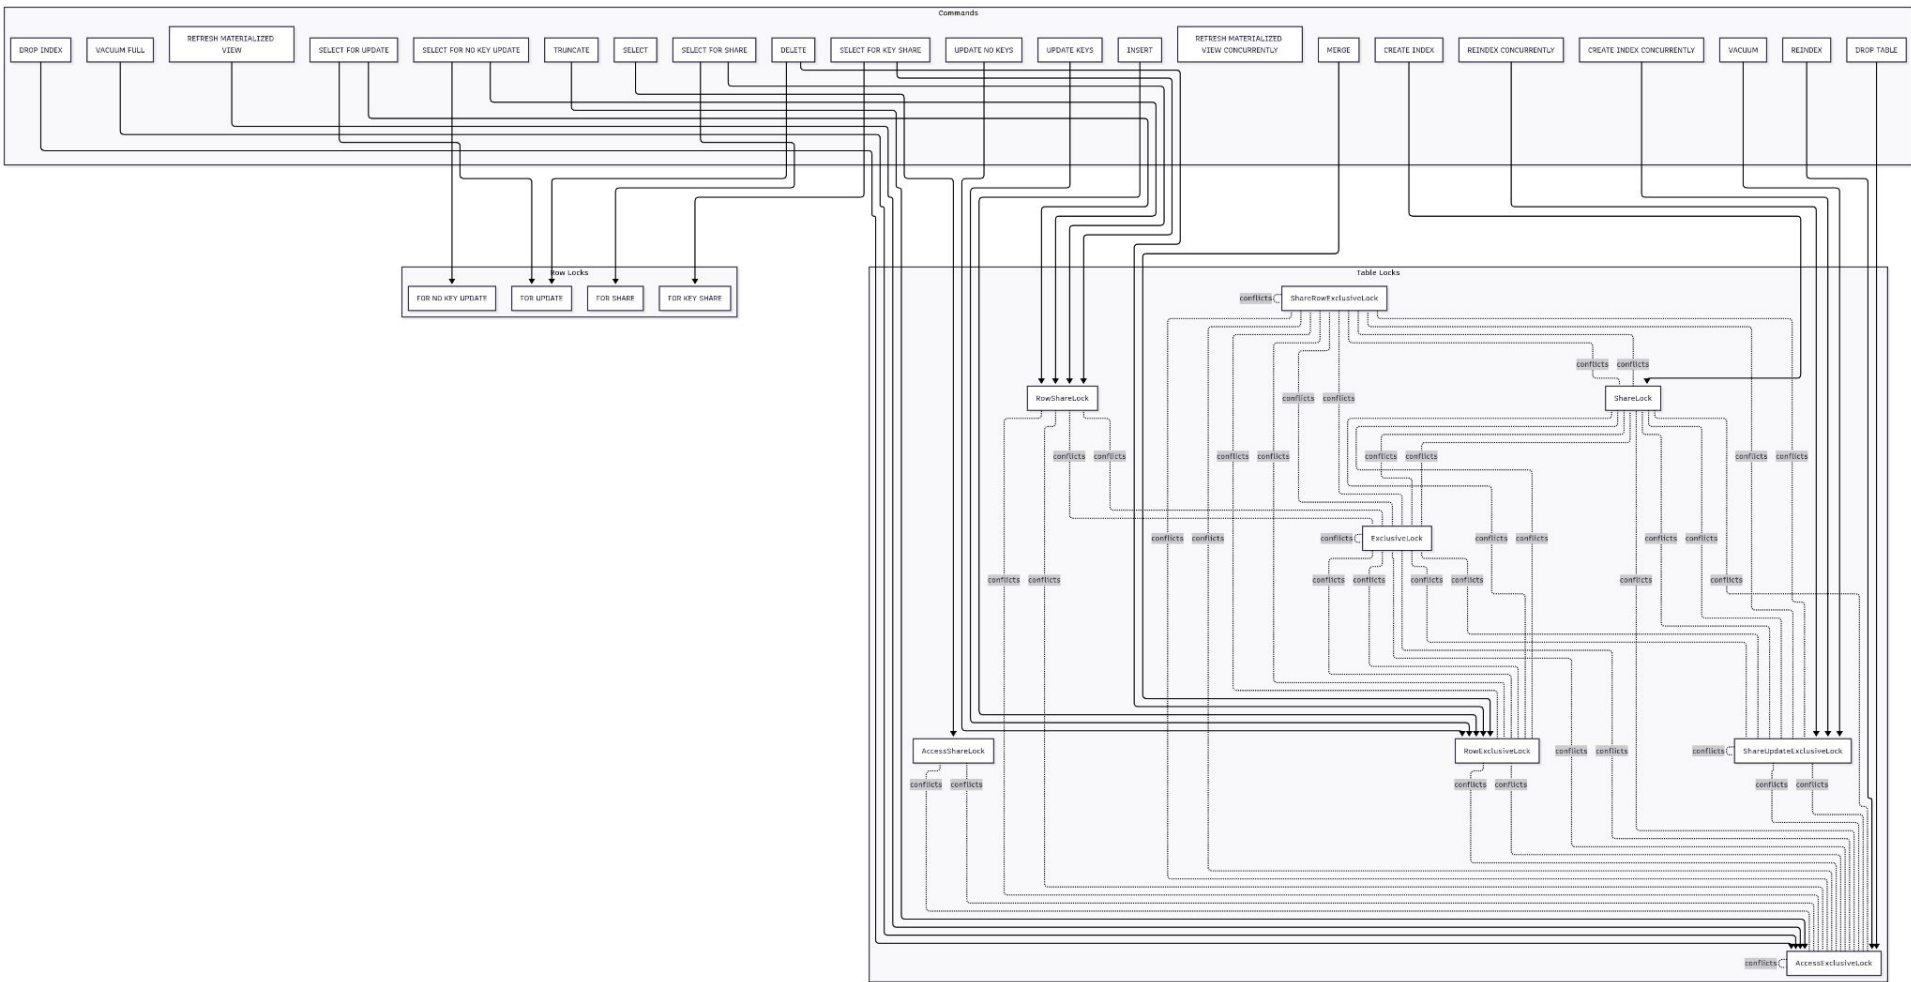 Commands
DROP INDEX
VACUUM FULL
REFRESH MATERIALIZED
VIEW
SELECT FOR UPDATE
SELECT FOR NO KEY UPDATE
TRUNCATE
SELECT
SELECT FOR SHARE
DELETE
SELECT FOR KEY SHARE
UPDATE NO KEYS
UPDATE KEYS
INSERT
REFRESH MATERIALIZED
VIEW CONCURRENTLY
MERGE
CREATE INDEX
REINDEX CONCURRENTLY
CREATE INDEX CONCURRENTLY
VACUUM
REINDEX
DROP TABLE
Row Locks
FOR NO KEY UPDATE
FOR UPDATE
FOR SHARE
FOR KEY SHARE
Table Locks
conflicts
ShareRowExclusiveLock
conflicts
conflicts
RowShareLock
conflicts
conflicts
ShareLock
conflicts
conflicts
conflicts
conflicts
conflicts
conflicts
conflicts
conflicts
conflicts
conflicts
conflicts
ExclusiveLock
conflicts
conflicts
conflicts
conflicts
conflicts
conflicts
conflicts
conflicts
conflicts
conflicts
conflicts
conflicts
conflicts
conflicts
AccessShareLock
RowExclusiveLock
conflicts
conflicts
conflicts
ShareUpdateExclusiveLock
conflicts
conflicts
conflicts
conflicts
conflicts
conflicts
conflicts
AccessExclusiveLock